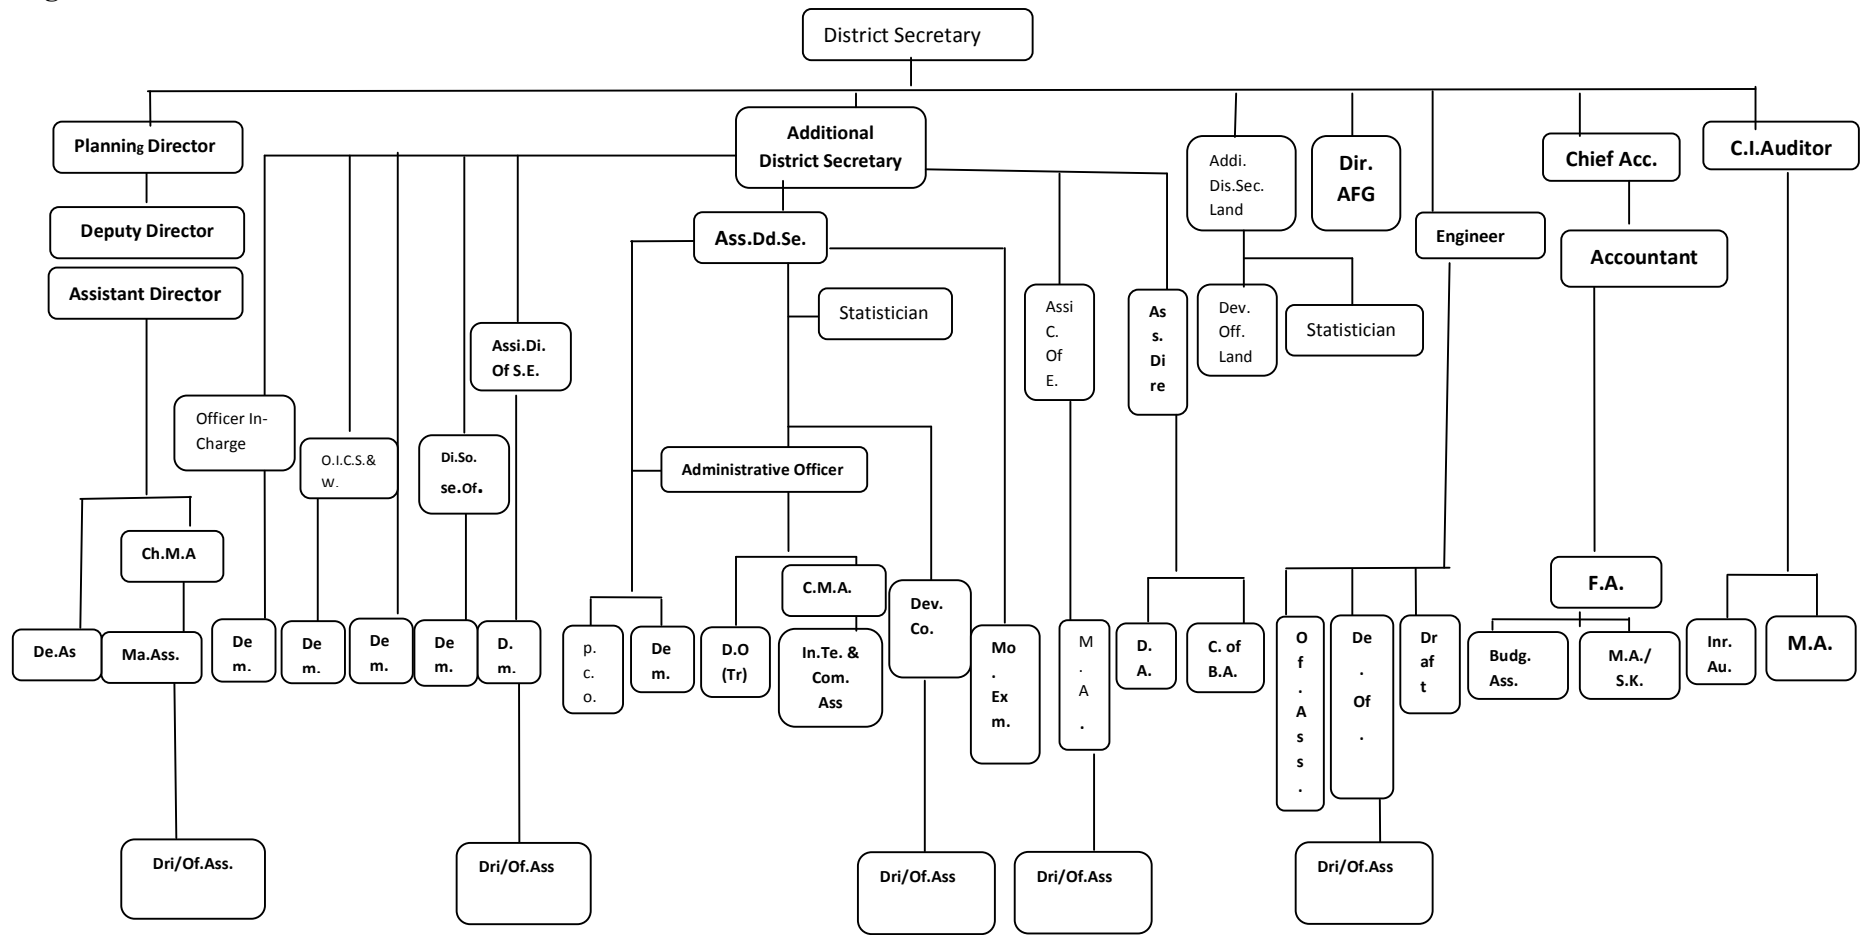 District Secretary
Planning Director
Additional
District Secretary
Addi.
Dis.Sec.
Land
Dir.
AFG
Engineer
Chief Acc.
C.I.Auditor
Deputy Director
Assistant Director
Ass.Dd.Se.
Accountant
Statistician
Assi
C.
Of
E.
As
s.
Di
re
Dev.
Off.
Land
Statistician
Assi.Di.
Of S.E.
Officer In-
Charge
O.I.C.S.&
W.
Di.So.
se.Of.
Administrative Officer
Ch.M.A
C.M.A.
Dev.
Co.
F.A.
De.As
Ma.Ass.
De
m.
De
m.
De
m.
De
m.
D.
m.
p.
c.
o.
De
m.
D.O
(Tr)
In.Te. &
Com.
Ass
Mo
.
Ex
m.
M
.
A
.
D.
A.
C. of
B.A.
O
f
.
A
s
s
.
De
.
Of
.
Dr
af
t
Budg.
Ass.
M.A./
S.K.
Inr.
Au.
M.A.
Dri/Of.Ass.
Dri/Of.Ass
Dri/Of.Ass
Dri/Of.Ass
Dri/Of.Ass